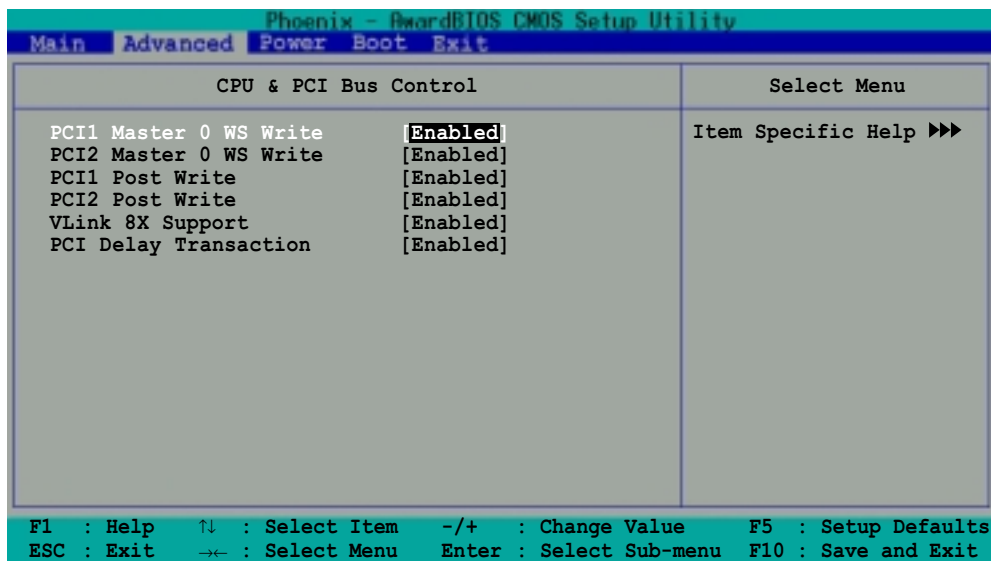 Phoenix - AwardBIOS CMOS Setup Utility
Main Advanced Power Boot Exit
CPU & PCI Bus Control Select Menu
PCI1 Master 0 WS Write [Enabled] Item Specific Help ▶▶▶
PCI2 Master 0 WS Write [Enabled]
PCI1 Post Write [Enabled]
PCI2 Post Write [Enabled]
VLink 8X Support [Enabled]
PCI Delay Transaction [Enabled]
F1 : Help ↑↓ : Select Item -/+ : Change Value F5 : Setup Defaults
ESC : Exit →← : Select Menu Enter : Select Sub-menu F10 : Save and Exit